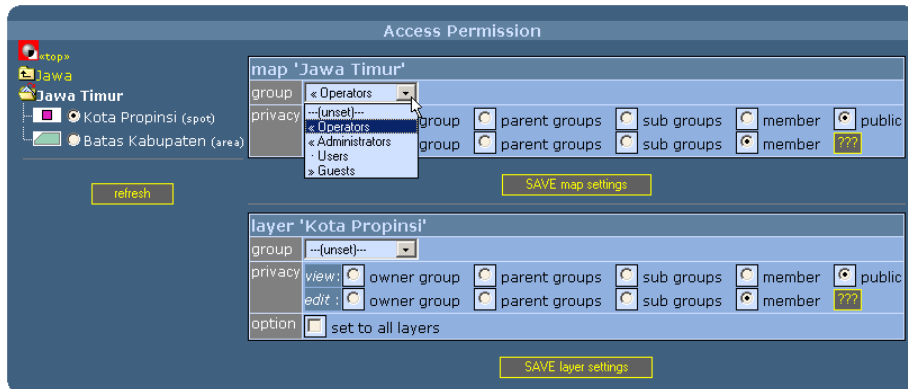 Access Permission
«top»
Jawa
Jawa Timur
Kota Propinsi (spot)
Batas Kabupaten (area)
refresh
map 'Jawa Timur'
group « Operators
---(unset)---
« Operators
« Administrators
· Users
» Guests
privacy group parent groups sub groups member public
group parent groups sub groups member ???
SAVE map settings
layer 'Kota Propinsi'
group ---(unset)---
privacy view: owner group parent groups sub groups member public
edit : owner group parent groups sub groups member ???
option set to all layers
SAVE layer settings